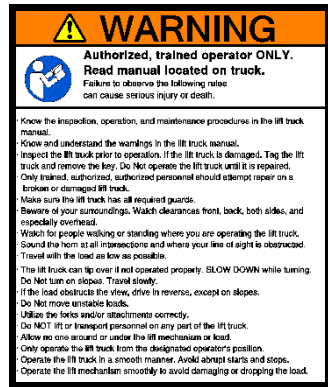 WARNING
Authorized, trained operator ONLY.
Read manual located on truck.
Failure to observe the following rules
can cause serious injury or death.
· Know the inspection, operation, and maintenance procedures in the lift truck
manual.
· Know and understand the warnings in the lift truck manual.
· Inspect the lift truck prior to operation. If the lift truck is damaged. Tag the lift
truck and remove the key. Do Not operate the lift truck until it is repaired.
· Only trained, authorized, authorized personnel should attempt repair on a
broken or damaged lift truck.
· Make sure the lift truck has all required guards.
· Beware of your surroundings. Watch clearances front, back, both sides, and
especially overhead.
· Watch for people walking or standing where you are operating the lift truck.
· Sound the horn at all intersections and where your line of sight is obstructed.
· Travel with the load as low as possible.
· The lift truck can tip over if not operated properly. SLOW DOWN while turning.
Do Not turn on slopes. Travel slowly.
· If the load obstructs the view, drive in reverse, except on slopes.
· Do Not move unstable loads.
· Utilize the forks and/or attachments correctly.
· Do NOT lift or transport personnel on any part of the lift truck.
· Allow no one around or under the lift mechanism or load.
· Only operate the lift truck from the designated operator's position.
· Operate the lift truck in a smooth manner. Avoid abrupt starts and stops.
· Operate the lift mechanism smoothly to avoid damaging or dropping the load.